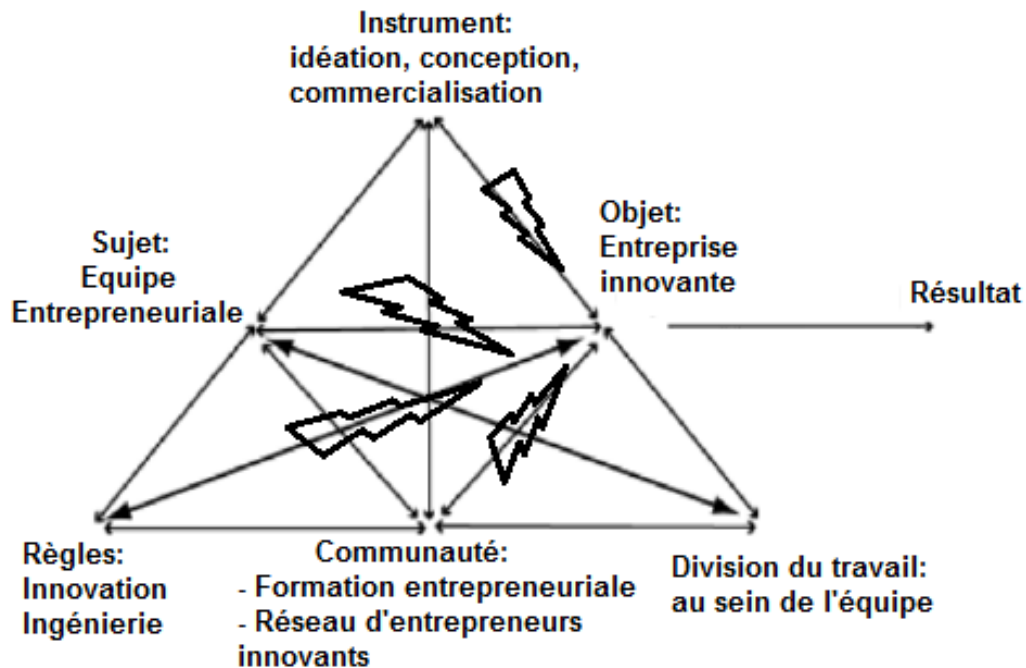 Instrument:
idéation, conception,
commercialisation
Sujet:
Equipe
Entrepreneuriale
Objet:
Entreprise
innovante
Résultat
Règles:
Innovation
Ingénierie
Communauté:
- Formation entrepreneuriale
- Réseau d'entrepreneurs
innovants
Division du travail:
au sein de l'équipe